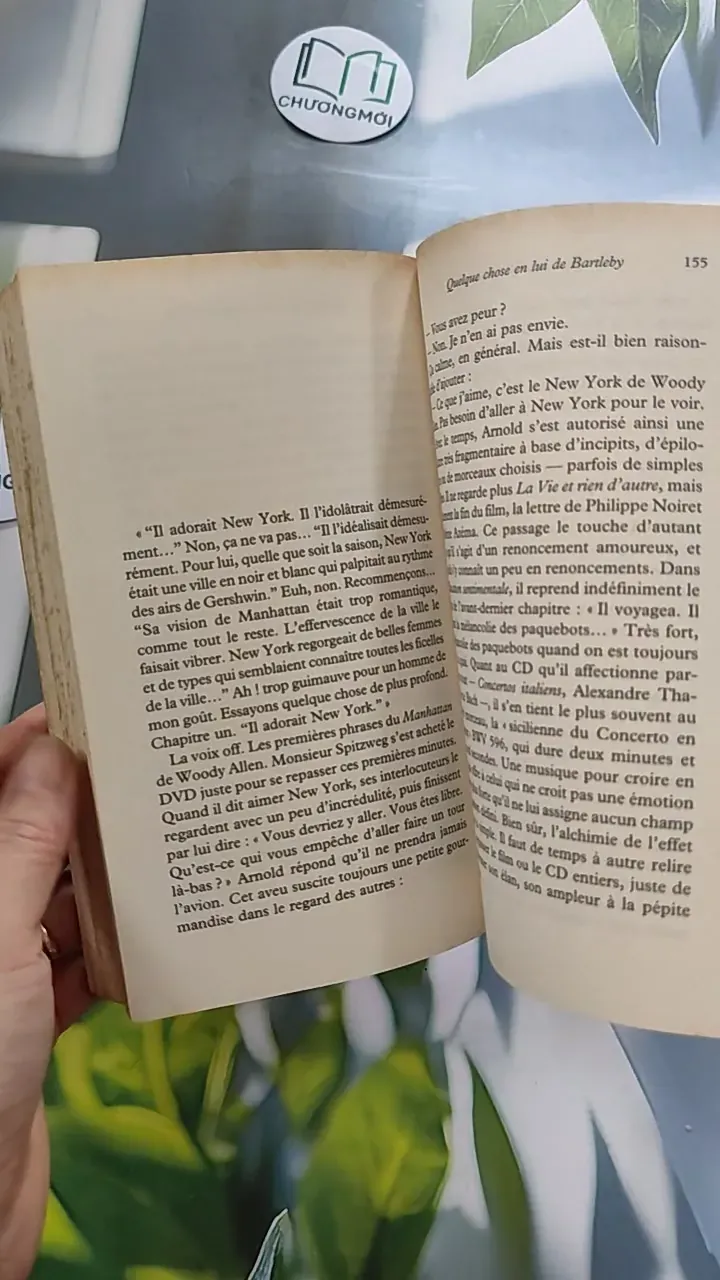 CHƯƠNGMỚI
« “Il adorait New York. Il l’idolâtrait démesuré-
ment…” Non, ça ne va pas… “Il l’idéalisait démesu-
rément. Pour lui, quelle que soit la saison, New York
était une ville en noir et blanc qui palpitait au rythme
des airs de Gershwin.” Euh, non. Recommençons…
“Sa vision de Manhattan était trop romantique,
comme tout le reste. L’effervescence de la ville le
faisait vibrer. New York regorgeait de belles femmes
et de types qui semblaient connaître toutes les ficelles
de la ville…” Ah ! trop guimauve pour un homme de
mon goût. Essayons quelque chose de plus profond.
Chapitre un. “Il adorait New York.” »
La voix off. Les premières phrases du Manhattan
de Woody Allen. Monsieur Spitzweg s’est acheté le
DVD juste pour se repasser ces premières minutes.
Quand il dit aimer New York, ses interlocuteurs le
regardent avec un peu d’incrédulité, puis finissent
par lui dire : « Vous devriez y aller. Vous êtes libre.
Qu’est-ce qui vous empêche d’aller faire un tour
là-bas ? » Arnold répond qu’il ne prendra jamais
l’avion. Cet aveu suscite toujours une petite gour-
mandise dans le regard des autres :
Quelque chose en lui de Bartleby 155
– Vous avez peur ?
– Non. Je n’en ai pas envie.
calme, en général. Mais est-il bien raison-
d’ajouter :
– Ce que j’aime, c’est le New York de Woody
Pas besoin d’aller à New York pour le voir.
le temps, Arnold s’est autorisé ainsi une
très fragmentaire à base d’incipits, d’épilo-
de morceaux choisis — parfois de simples
Il ne regarde plus La Vie et rien d’autre, mais
la fin du film, la lettre de Philippe Noiret
Azéma. Ce passage le touche d’autant
qu’il s’agit d’un renoncement amoureux, et
connaît un peu en renoncements. Dans
sentimentale, il reprend indéfiniment le
l’avant-dernier chapitre : « Il voyagea. Il
mélancolie des paquebots… » Très fort,
des paquebots quand on est toujours
Quant au CD qu’il affectionne par-
– Concertos italiens, Alexandre Tha-
Bach –, il s’en tient le plus souvent au
morceau, la « sicilienne du Concerto en
BWV 596, qui dure deux minutes et
secondes. Une musique pour croire en
à celui qui ne croit pas une émotion
forte qu’il ne lui assigne aucun champ
défini. Bien sûr, l’alchimie de l’effet
simple. Il faut de temps à autre relire
le film ou le CD entiers, juste de
son élan, son ampleur à la pépite